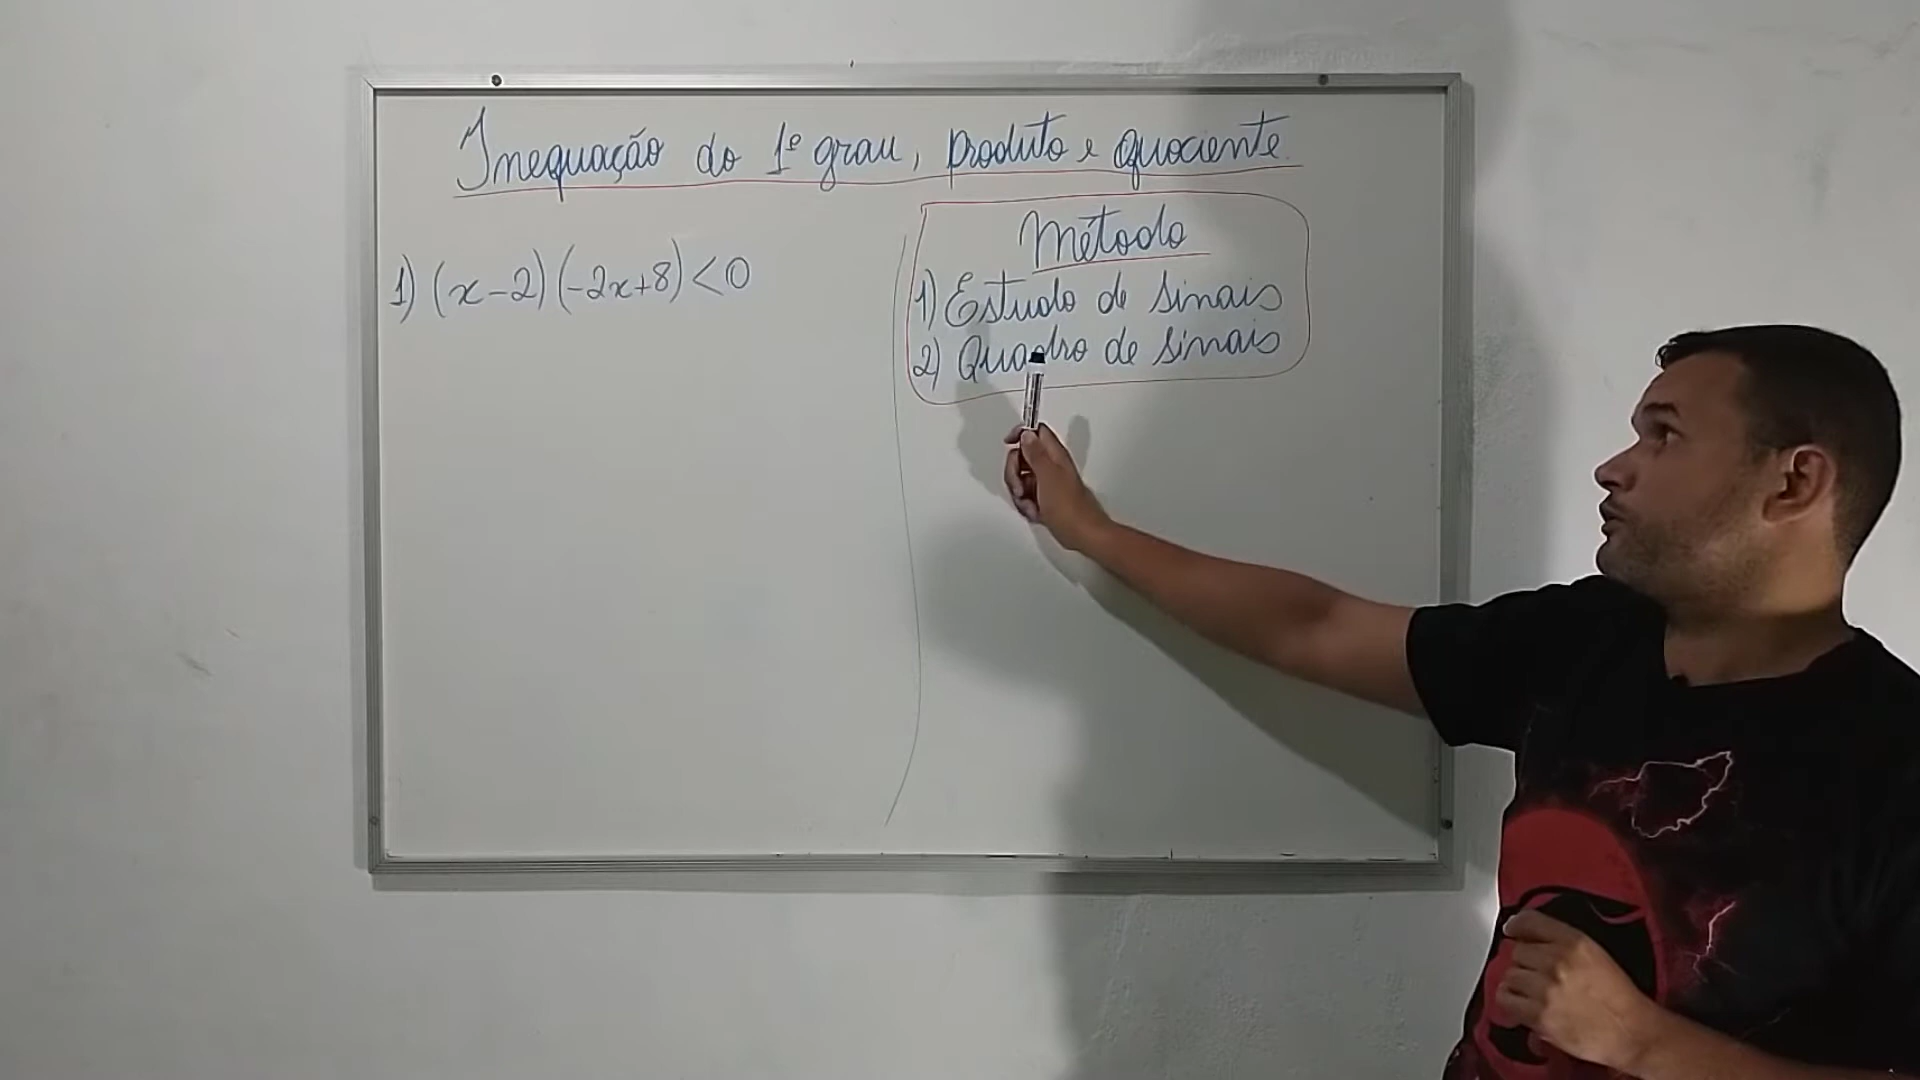 Inequação do 1º grau, produto e quociente.
1) (x-2)(-2x+8)<0
Método
1) Estudo de sinais
2) Quadro de sinais